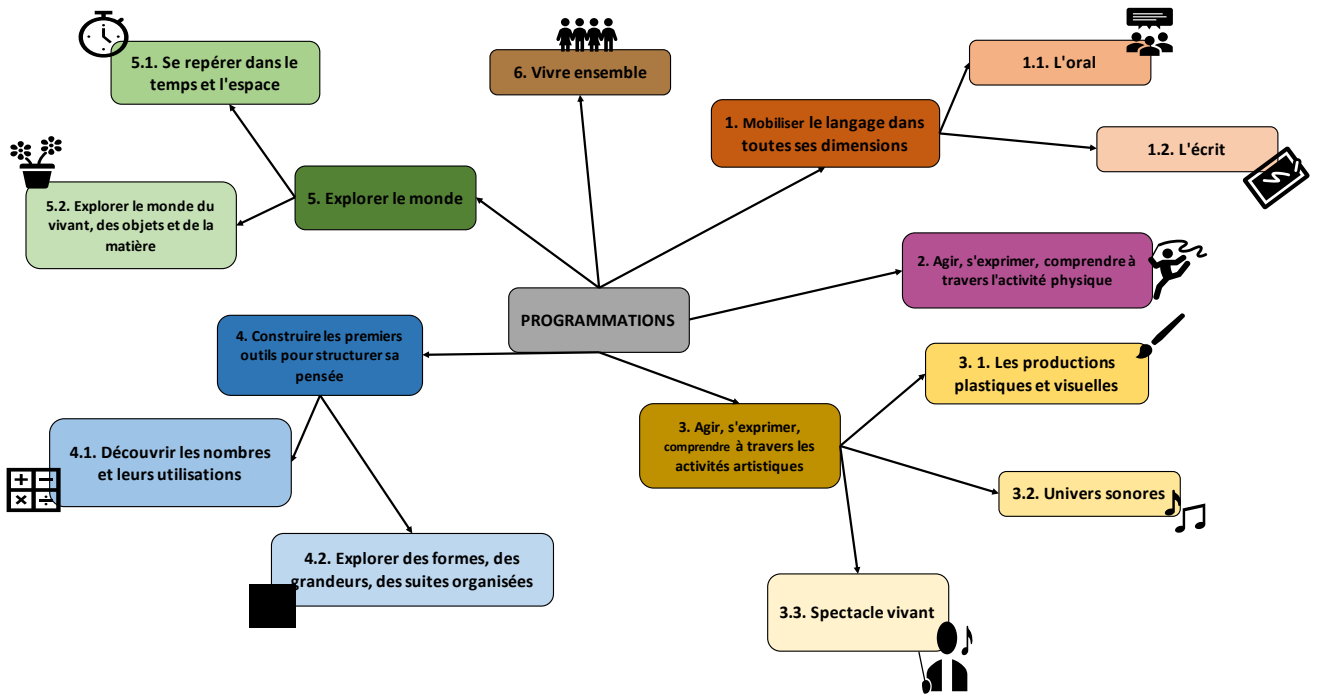 5.1. Se repérer dans le
temps et l'espace
6. Vivre ensemble
1.1. L'oral
1. Mobiliser le langage dans
toutes ses dimensions
1.2. L'écrit
5.2. Explorer le monde du
vivant, des objets et de la
matière
5. Explorer le monde
2. Agir, s'exprimer, comprendre à
travers l'activité physique
PROGRAMMATIONS
4. Construire les premiers
outils pour structurer sa
pensée
3. 1. Les productions
plastiques et visuelles
3. Agir, s'exprimer,
comprendre à travers les
activités artistiques
4.1. Découvrir les nombres
et leurs utilisations
3.2. Univers sonores
4.2. Explorer des formes, des
grandeurs, des suites organisées
3.3. Spectacle vivant